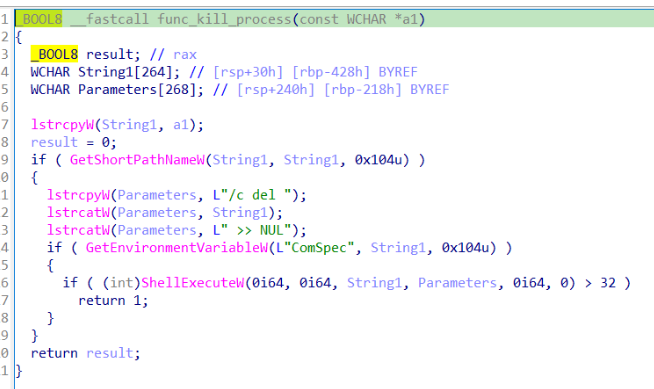 1 _BOOL8 __fastcall func_kill_process(const WCHAR *a1)
2 {
3   _BOOL8 result; // rax
4   WCHAR String1[264]; // [rsp+30h] [rbp-428h] BYREF
5   WCHAR Parameters[268]; // [rsp+240h] [rbp-218h] BYREF
6
7   lstrcpyW(String1, a1);
8   result = 0;
9   if ( GetShortPathNameW(String1, String1, 0x104u) )
0   {
1     lstrcpyW(Parameters, L"/c del ");
2     lstrcatW(Parameters, String1);
3     lstrcatW(Parameters, L" >> NUL");
4     if ( GetEnvironmentVariableW(L"ComSpec", String1, 0x104u) )
5     {
6       if ( (int)ShellExecuteW(0i64, 0i64, String1, Parameters, 0i64, 0) > 32 )
7         return 1;
8     }
9   }
0   return result;
1 }